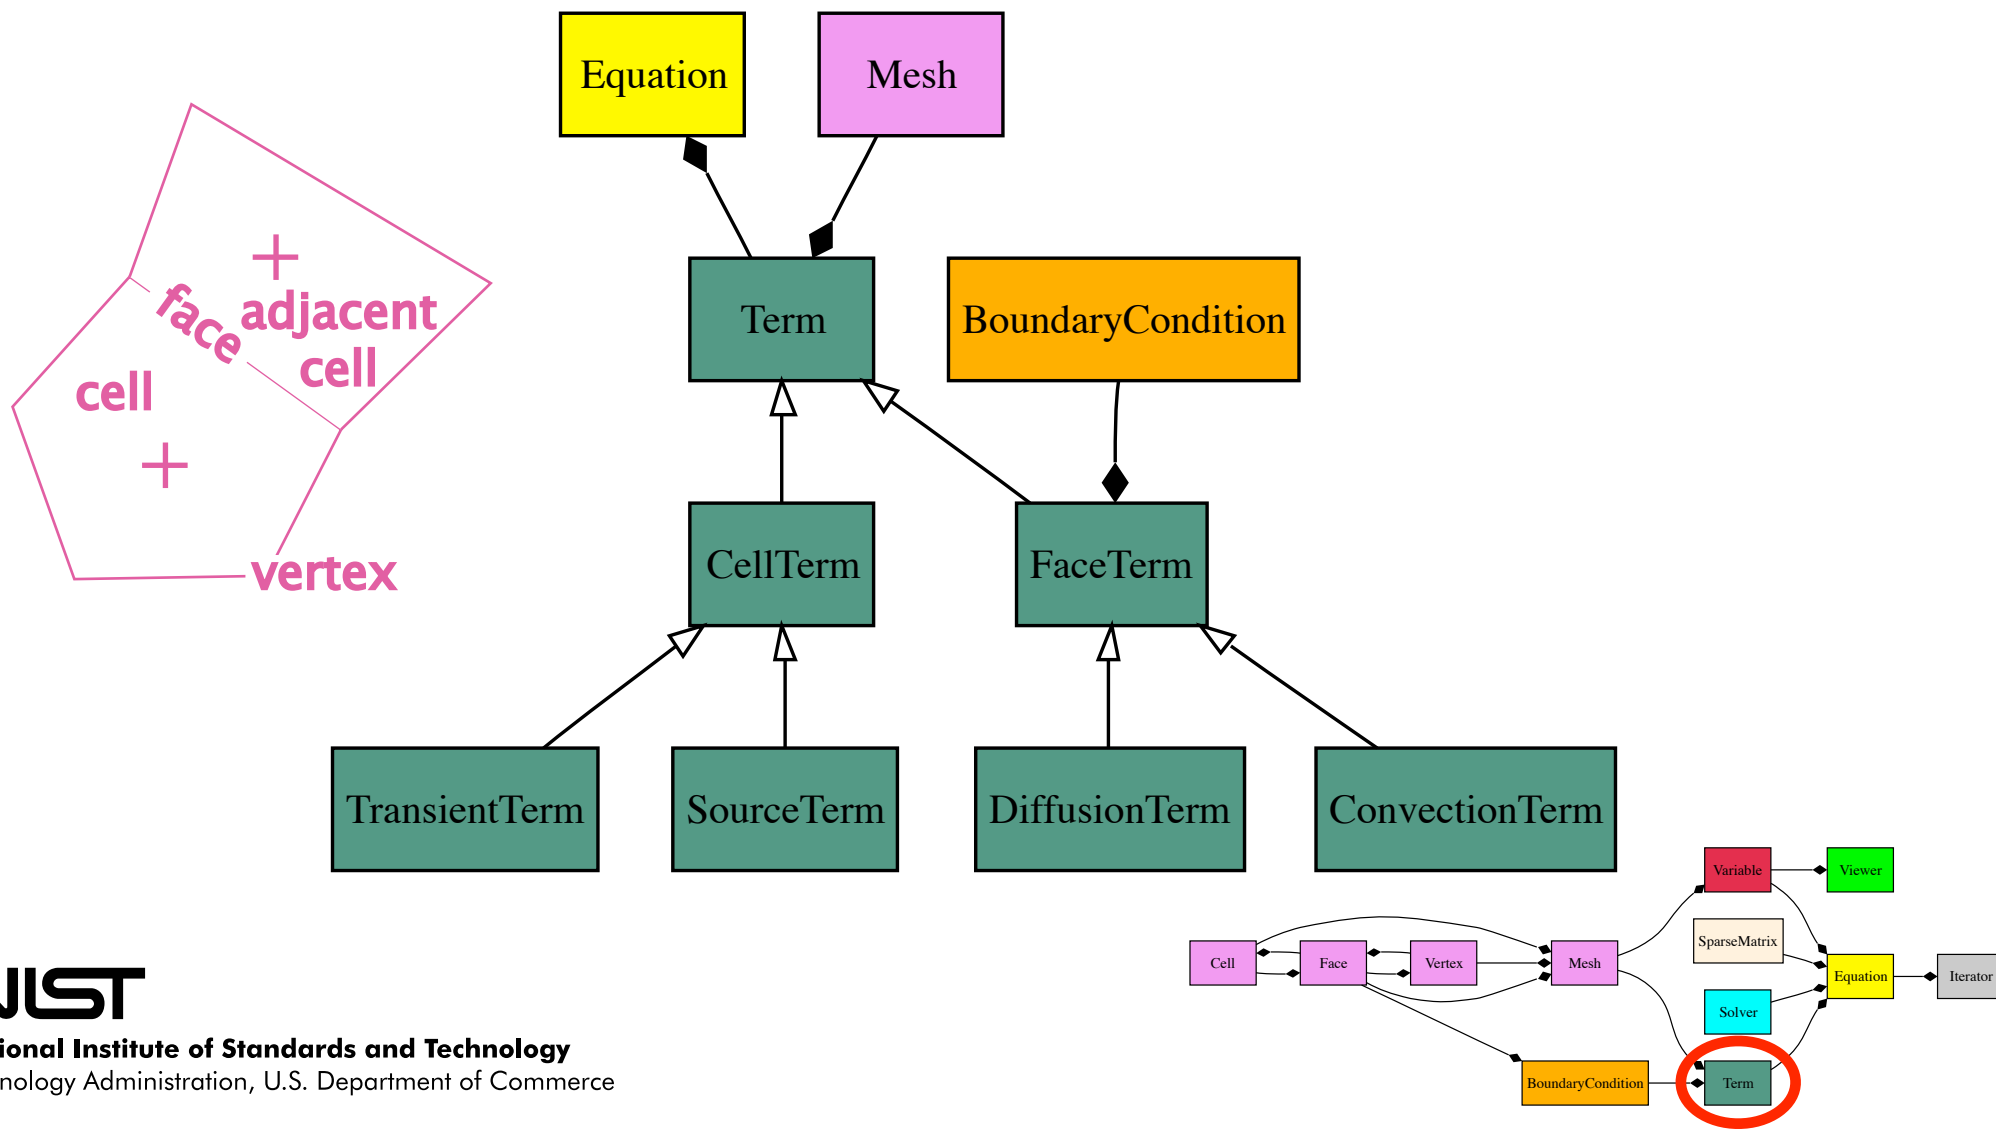 Equation
Mesh
face
adjacent
cell
cell
vertex
Term
BoundaryCondition
CellTerm
FaceTerm
TransientTerm
SourceTerm
DiffusionTerm
ConvectionTerm
Variable
Viewer
SparseMatrix
Cell
Face
Vertex
Mesh
Equation
Iterator
Solver
BoundaryCondition
Term
NIST
ional Institute of Standards and Technology
nology Administration, U.S. Department of Commerce